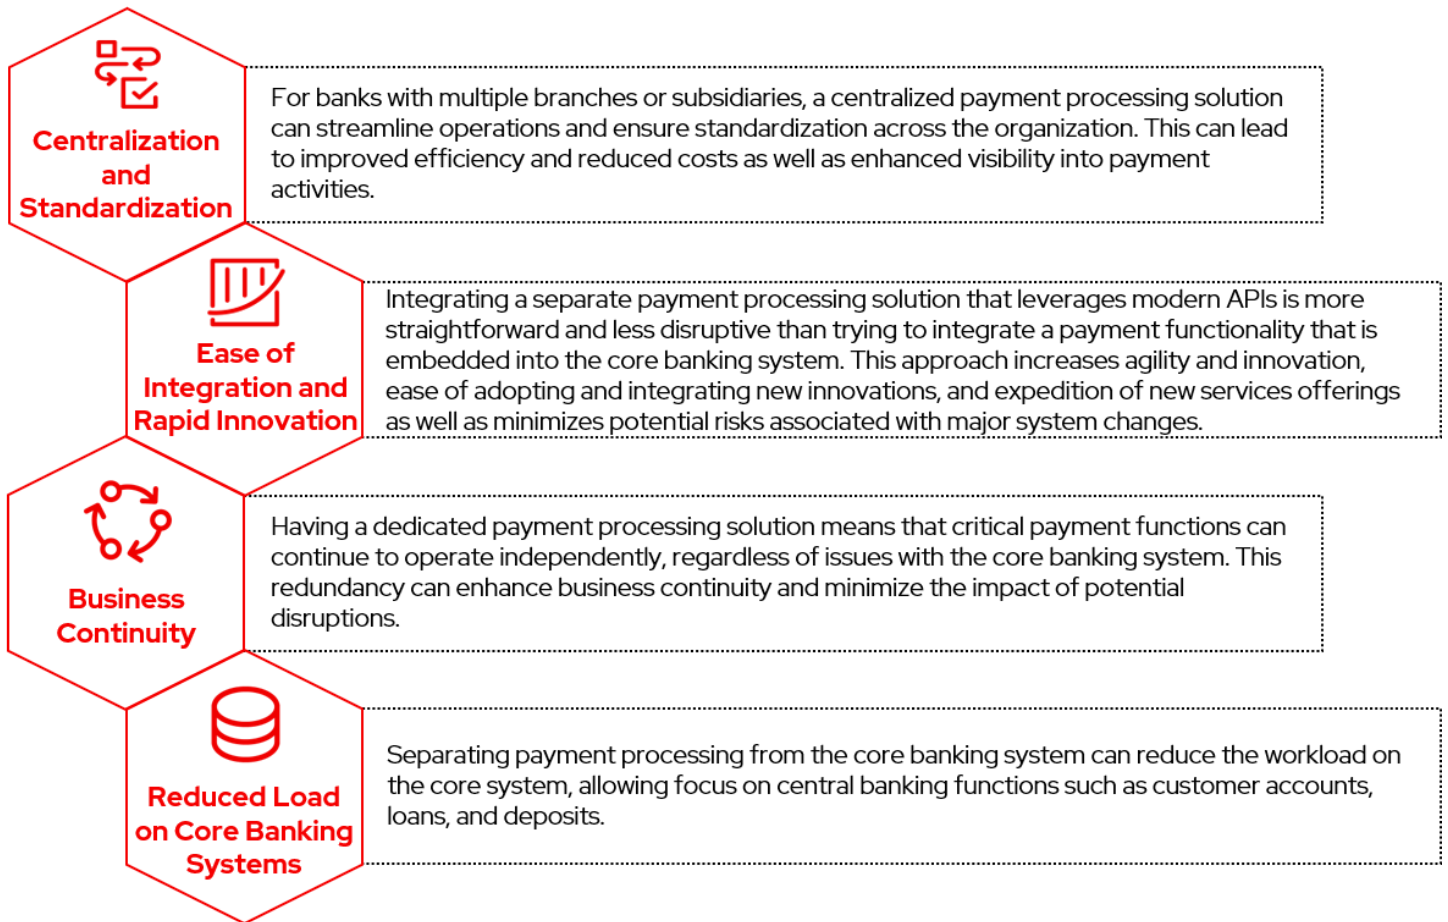 Centralization
and
Standardization
For banks with multiple branches or subsidiaries, a centralized payment processing solution
can streamline operations and ensure standardization across the organization. This can lead
to improved efficiency and reduced costs as well as enhanced visibility into payment
activities.
Ease of
Integration and
Rapid Innovation
Integrating a separate payment processing solution that leverages modern APIs is more
straightforward and less disruptive than trying to integrate a payment functionality that is
embedded into the core banking system. This approach increases agility and innovation,
ease of adopting and integrating new innovations, and expedition of new services offerings
as well as minimizes potential risks associated with major system changes.
Business
Continuity
Having a dedicated payment processing solution means that critical payment functions can
continue to operate independently, regardless of issues with the core banking system. This
redundancy can enhance business continuity and minimize the impact of potential
disruptions.
Reduced Load
on Core Banking
Systems
Separating payment processing from the core banking system can reduce the workload on
the core system, allowing focus on central banking functions such as customer accounts,
loans, and deposits.